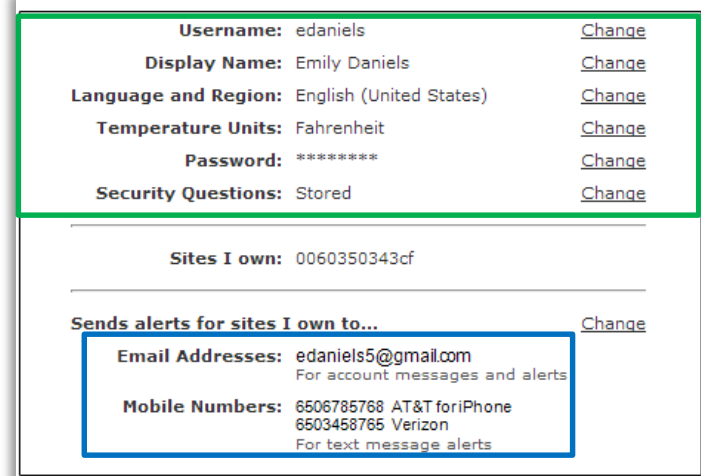 Username: edaniels Change
Display Name: Emily Daniels Change
Language and Region: English (United States) Change
Temperature Units: Fahrenheit Change
Password: ******** Change
Security Questions: Stored Change
Sites I own: 0060350343cf
Sends alerts for sites I own to... Change
Email Addresses: edaniels5@gmail.com
For account messages and alerts
Mobile Numbers: 6506785768 AT&T for iPhone
6503458765 Verizon
For text message alerts